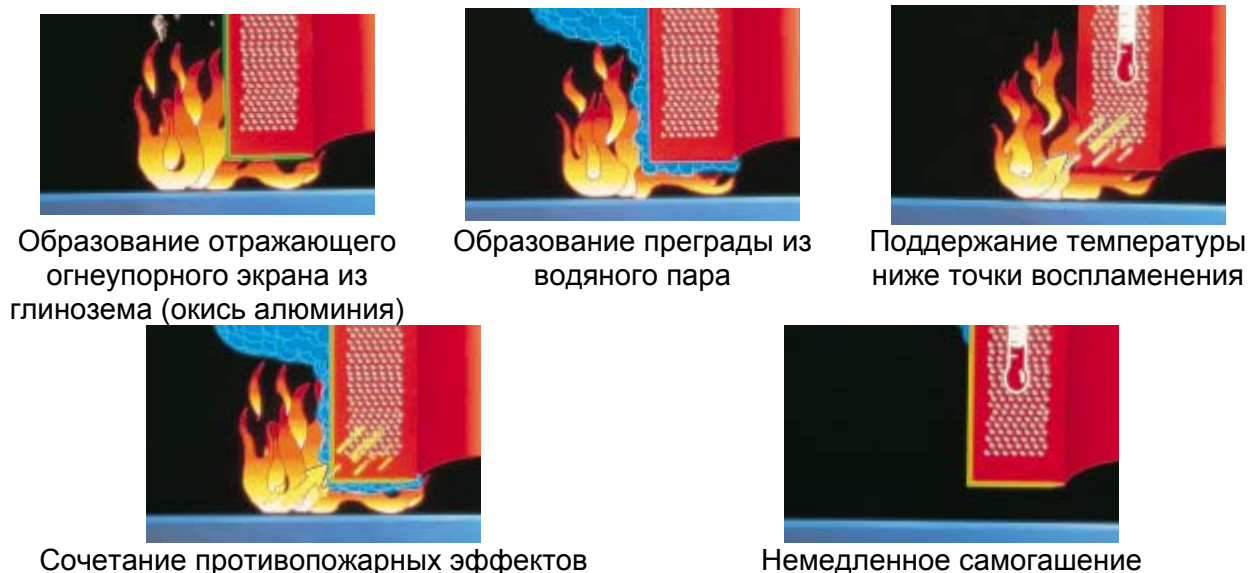 Образование отражающего
огнеупорного экрана из
глинозема (окись алюминия)
Образование преграды из
водяного пара
Поддержание температуры
ниже точки воспламенения
Сочетание противопожарных эффектов
Немедленное самогашение